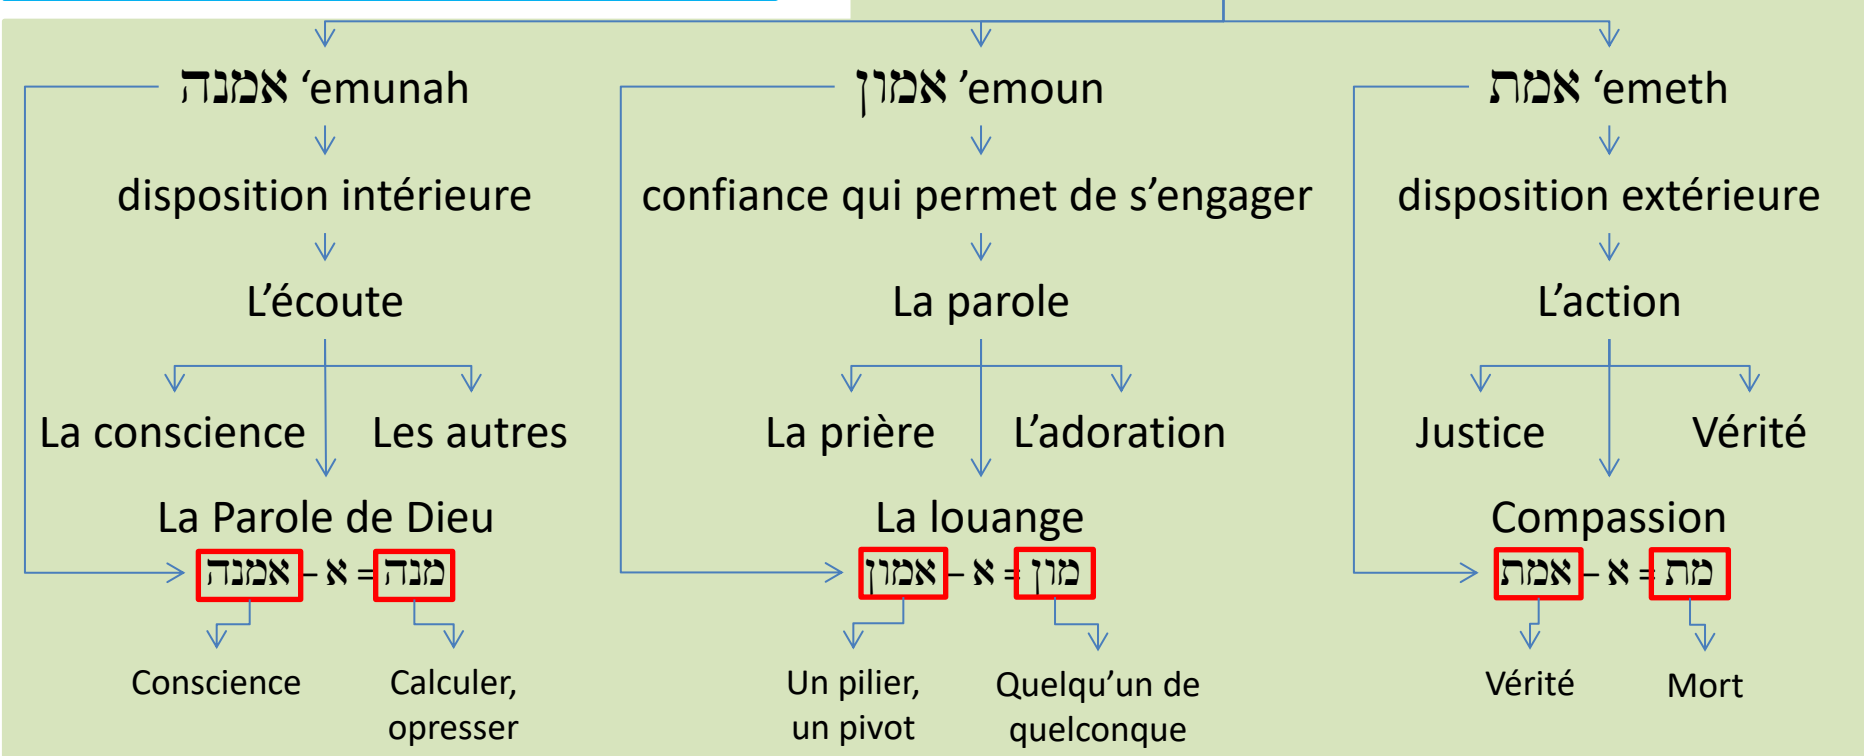 אמנה ‘emunah
disposition intérieure
L’écoute
La conscience
Les autres
La Parole de Dieu
אמנה – א = מנה
Conscience
Calculer,
opresser
אמון ’emoun
confiance qui permet de s’engager
La parole
La prière
L’adoration
La louange
אמון – א = מון
Un pilier,
un pivot
Quelqu’un de
quelconque
אמת ‘emeth
disposition extérieure
L’action
Justice
Vérité
Compassion
אמת – א = מת
Vérité
Mort